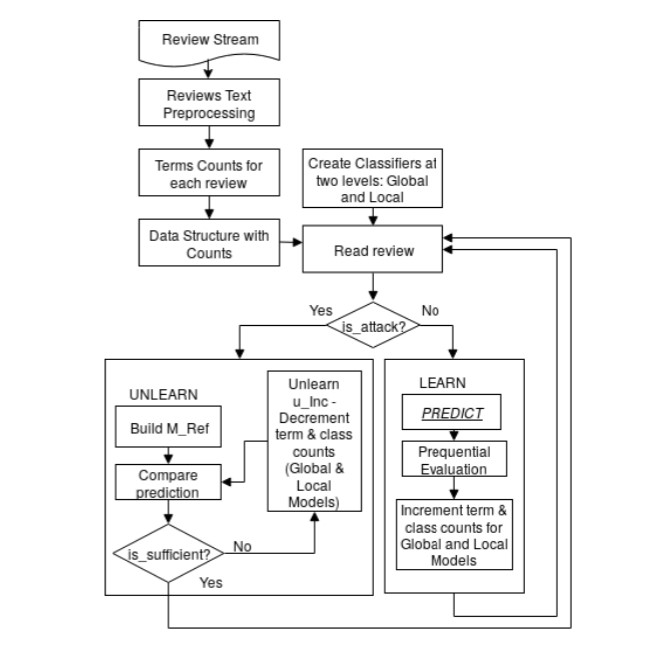 Review Stream
Reviews Text
Preprocessing
Terms Counts for
each review
Create Classifiers at
two levels: Global
and Local
Data Structure with
Counts
Read review
Yes
No
is_attack?
UNLEARN
Build M_Ref
Compare
prediction
is_sufficient?
No
Yes
Unlearn
u_Inc -
Decrement
term & class
counts
(Global &
Local
Models)
LEARN
PREDICT
Prequential
Evaluation
Increment term &
class counts for
Global and Local
Models